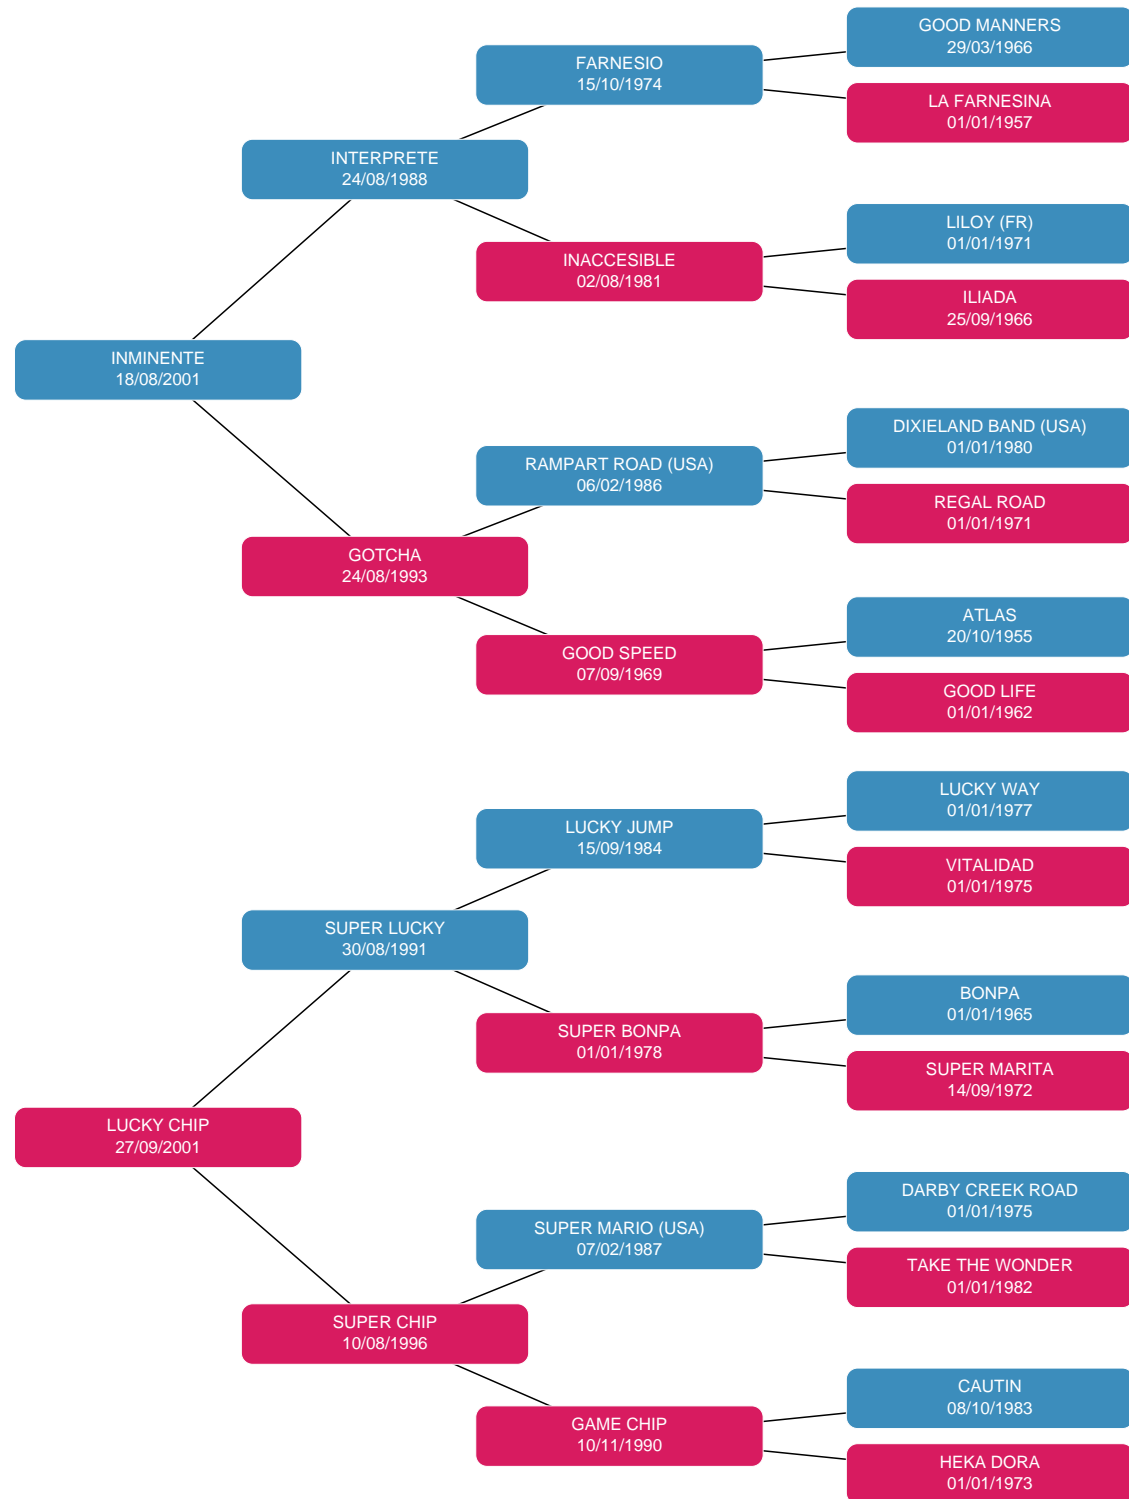 GOOD MANNERS
29/03/1966
FARNESIO
15/10/1974
LA FARNESINA
01/01/1957
INTERPRETE
24/08/1988
LILOY (FR)
01/01/1971
INACCESIBLE
02/08/1981
ILIADA
25/09/1966
INMINENTE
18/08/2001
DIXIELAND BAND (USA)
01/01/1980
RAMPART ROAD (USA)
06/02/1986
REGAL ROAD
01/01/1971
GOTCHA
24/08/1993
ATLAS
20/10/1955
GOOD SPEED
07/09/1969
GOOD LIFE
01/01/1962
LUCKY WAY
01/01/1977
LUCKY JUMP
15/09/1984
VITALIDAD
01/01/1975
SUPER LUCKY
30/08/1991
BONPA
01/01/1965
SUPER BONPA
01/01/1978
SUPER MARITA
14/09/1972
LUCKY CHIP
27/09/2001
DARBY CREEK ROAD
01/01/1975
SUPER MARIO (USA)
07/02/1987
TAKE THE WONDER
01/01/1982
SUPER CHIP
10/08/1996
CAUTIN
08/10/1983
GAME CHIP
10/11/1990
HEKA DORA
01/01/1973